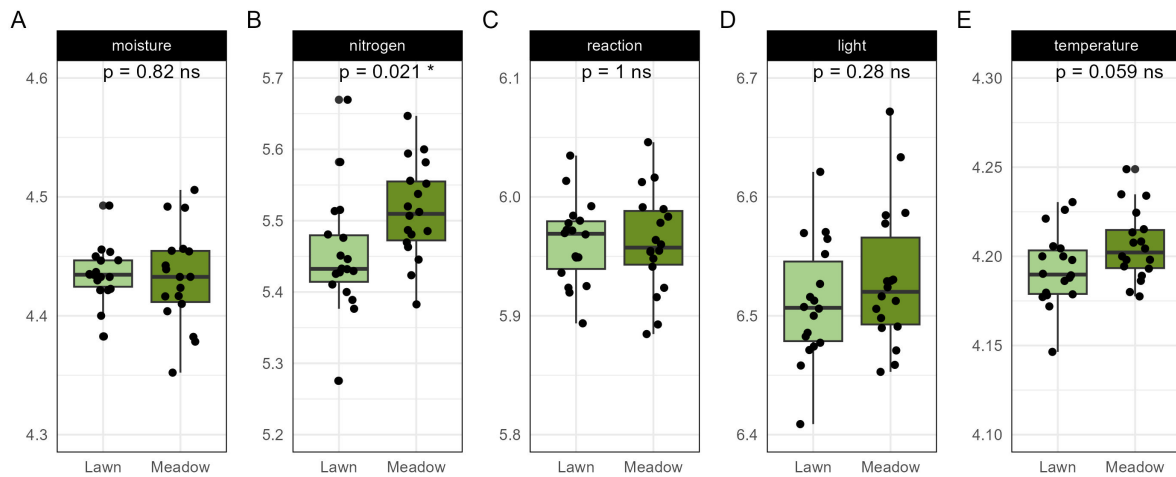 A
moisture
p = 0.82 ns
4.6
4.5
4.4
4.3
Lawn Meadow
B
nitrogen
p = 0.021 *
5.7
5.6
5.5
5.4
5.3
5.2
Lawn Meadow
C
reaction
p = 1 ns
6.1
6.0
5.9
5.8
Lawn Meadow
D
light
p = 0.28 ns
6.7
6.6
6.5
6.4
Lawn Meadow
E
temperature
p = 0.059 ns
4.30
4.25
4.20
4.15
4.10
Lawn Meadow